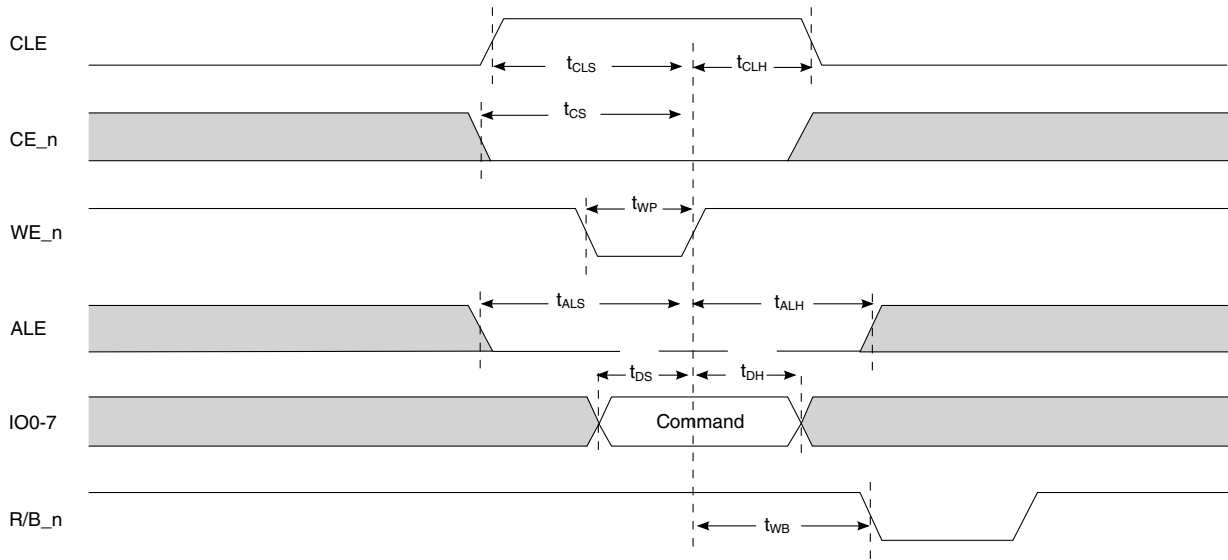 CLE
tCLS
tCLH
CE_n
tCS
WE_n
tWP
ALE
tALS
tALH
IO0-7
tDS
tDH
Command
R/B_n
tWB